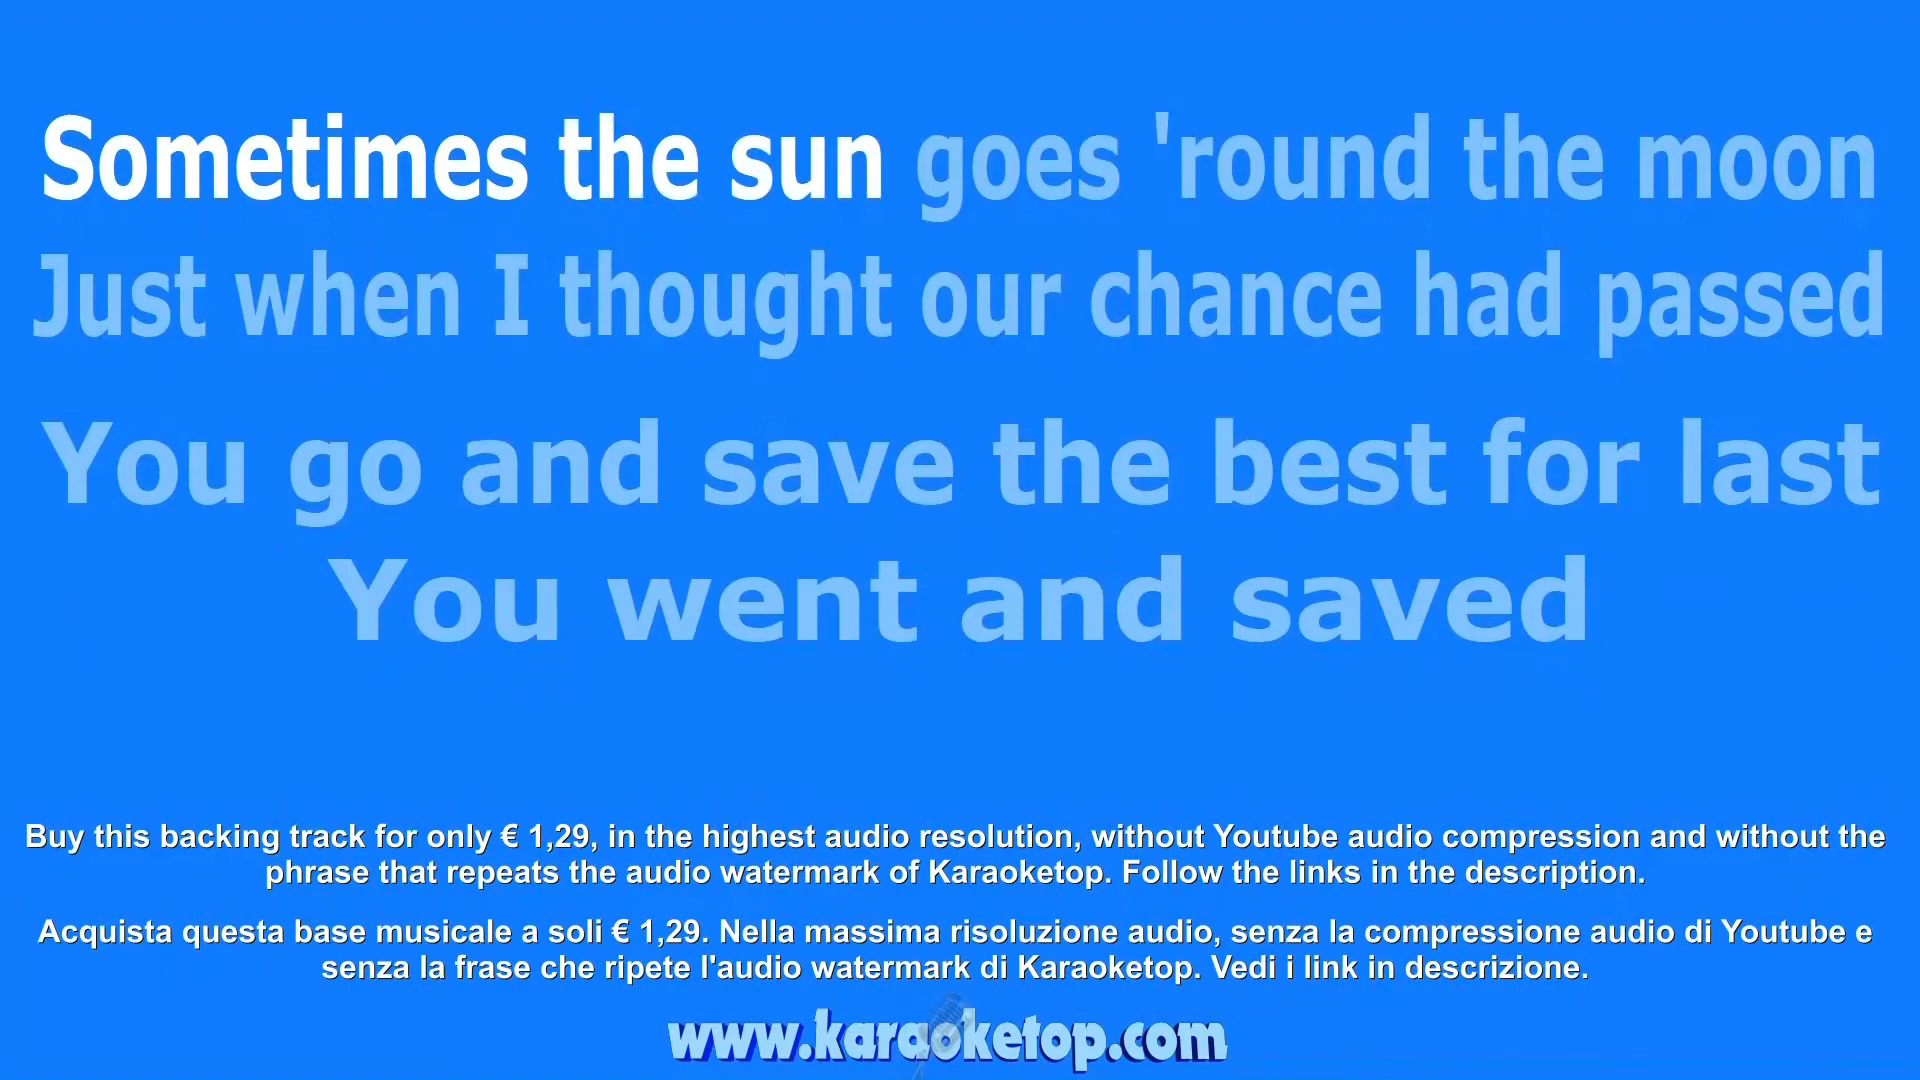 Sometimes the sun goes 'round the moon
Just when I thought our chance had passed
You go and save the best for last
You went and saved
Buy this backing track for only € 1,29, in the highest audio resolution, without Youtube audio compression and without the
phrase that repeats the audio watermark of Karaoketop. Follow the links in the description.
Acquista questa base musicale a soli € 1,29. Nella massima risoluzione audio, senza la compressione audio di Youtube e
senza la frase che ripete l'audio watermark di Karaoketop. Vedi i link in descrizione.
www.karaoketop.com